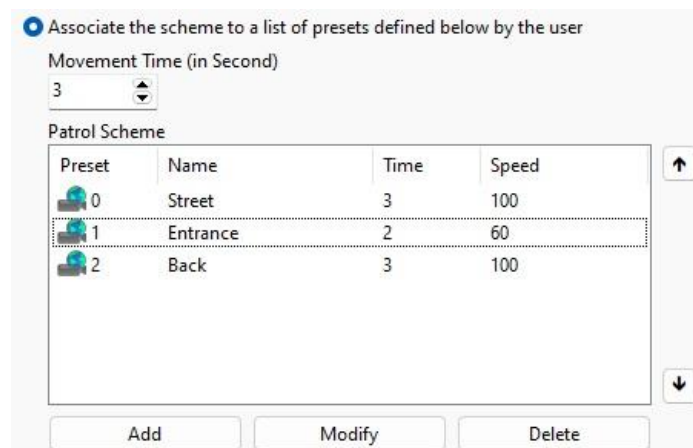 Associate the scheme to a list of presets defined below by the user
Movement Time (in Second)
3
Patrol Scheme
Preset Name Time Speed
0 Street 3 100
1 Entrance 2 60
2 Back 3 100
Add Modify Delete